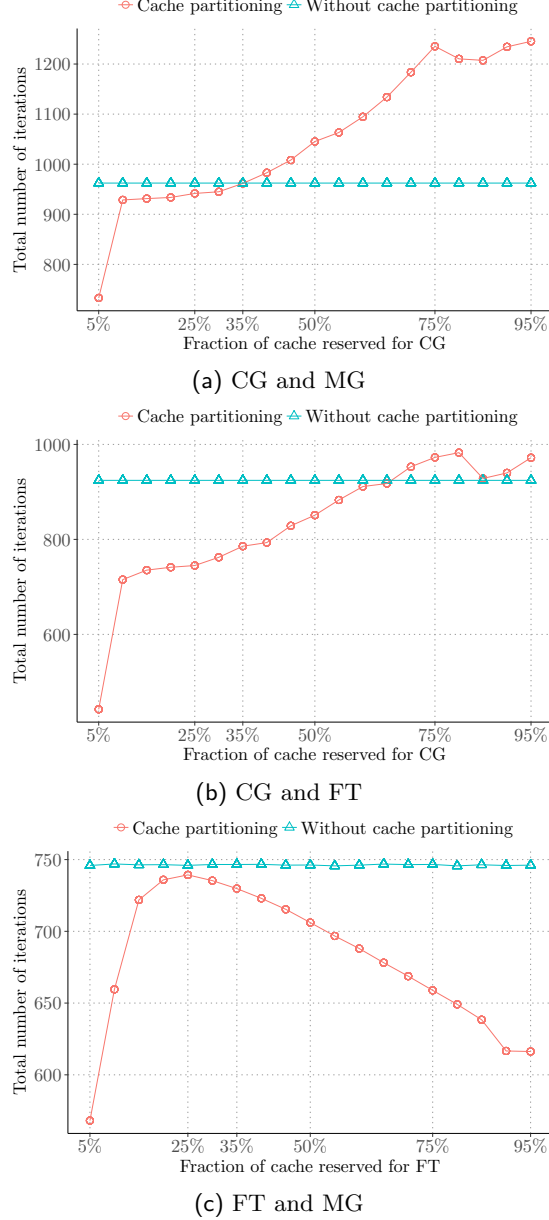 Cache partitioning Without cache partitioning
1200
1100
1000
900
800
Total number of iterations
5% 25% 35% 50% 75% 95%
Fraction of cache reserved for CG
(a) CG and MG
Cache partitioning Without cache partitioning
1000
800
600
Total number of iterations
5% 25% 35% 50% 75% 95%
Fraction of cache reserved for CG
(b) CG and FT
Cache partitioning Without cache partitioning
750
700
650
600
Total number of iterations
5% 25% 35% 50% 75% 95%
Fraction of cache reserved for FT
(c) FT and MG